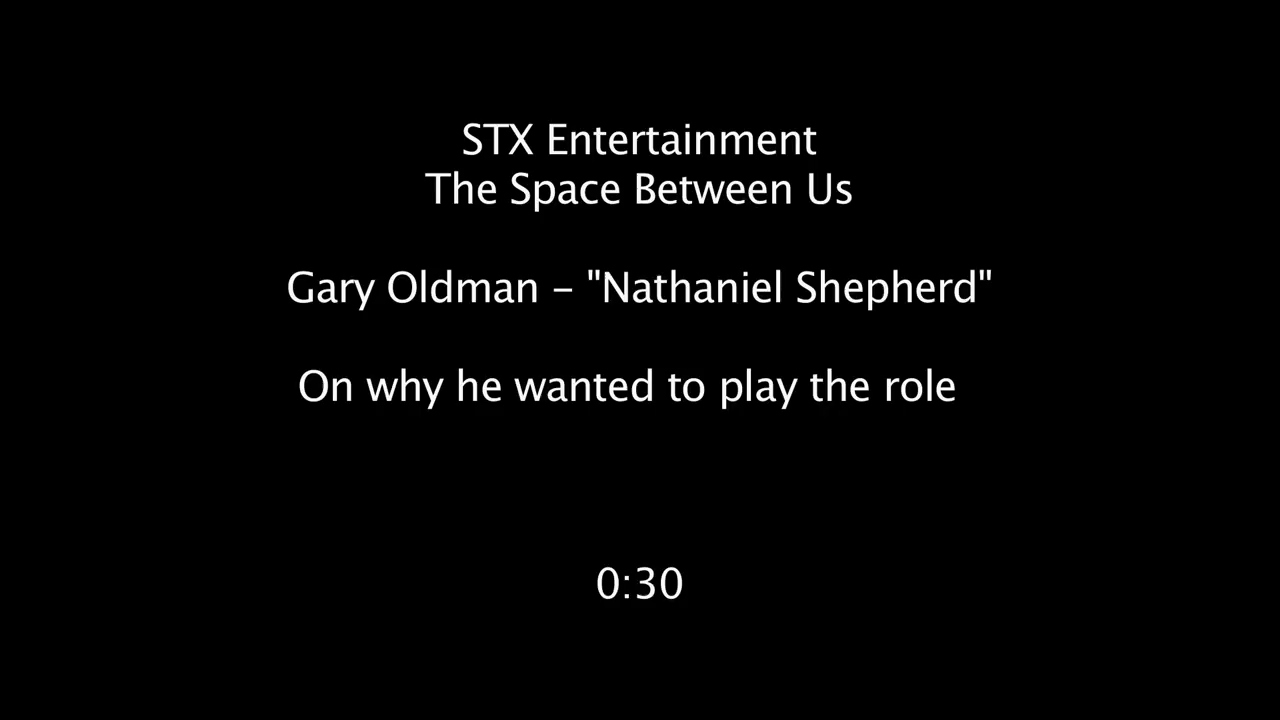 STX Entertainment
The Space Between Us
Gary Oldman – "Nathaniel Shepherd"
On why he wanted to play the role
0:30